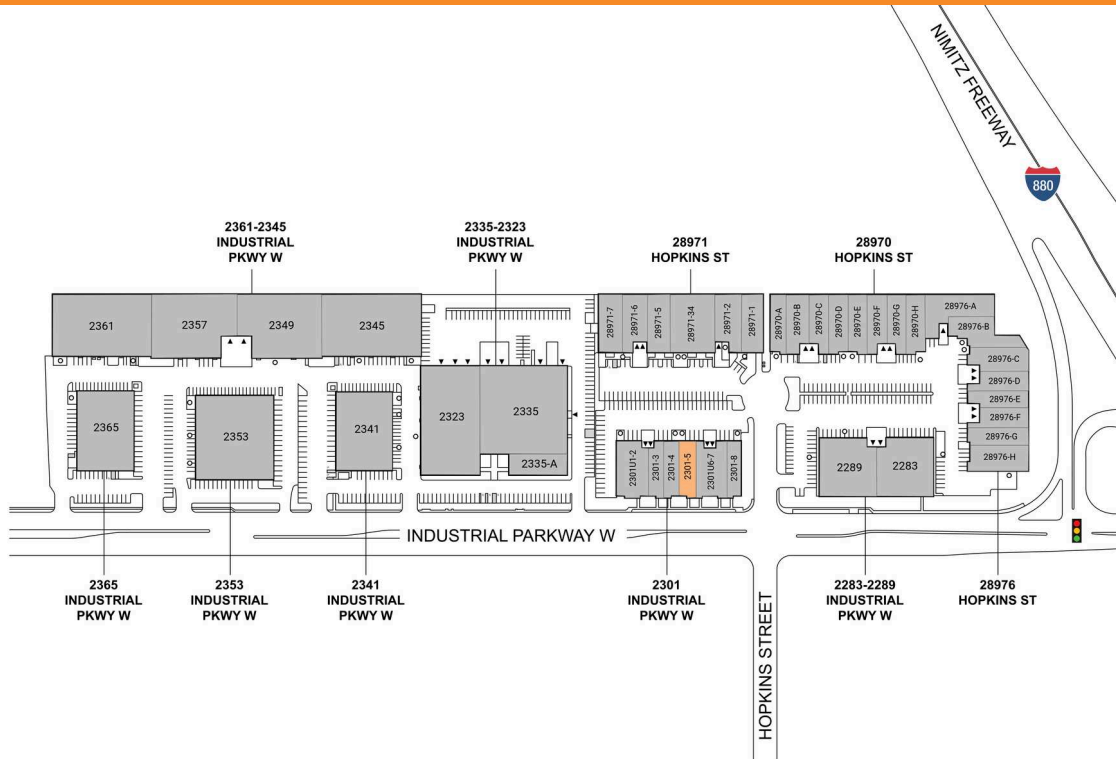 NIMITZ FREEWAY
880
2361-2345
INDUSTRIAL
PKWY W
2335-2323
INDUSTRIAL
PKWY W
28971
HOPKINS ST
28970
HOPKINS ST
2361
2357
2349
2345
28971-7
28971-6
28971-5
28971-34
28971-2
28971-1
28970-A
28970-B
28970-C
28970-D
28970-E
28970-F
28970-G
28970-H
28976-A
28976-B
28976-C
28976-D
28976-E
28976-F
28976-G
28976-H
2365
2353
2341
2323
2335
2335-A
2301U1-2
2301-3
2301-4
2301-5
2301U6-7
2301-8
2289
2283
INDUSTRIAL PARKWAY W
2365
INDUSTRIAL
PKWY W
2353
INDUSTRIAL
PKWY W
2341
INDUSTRIAL
PKWY W
2301
INDUSTRIAL
PKWY W
2283-2289
INDUSTRIAL
PKWY W
28976
HOPKINS ST
HOPKINS STREET